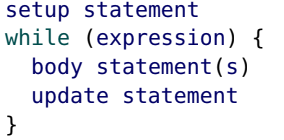 setup statement
while (expression) {
  body statement(s)
  update statement
}